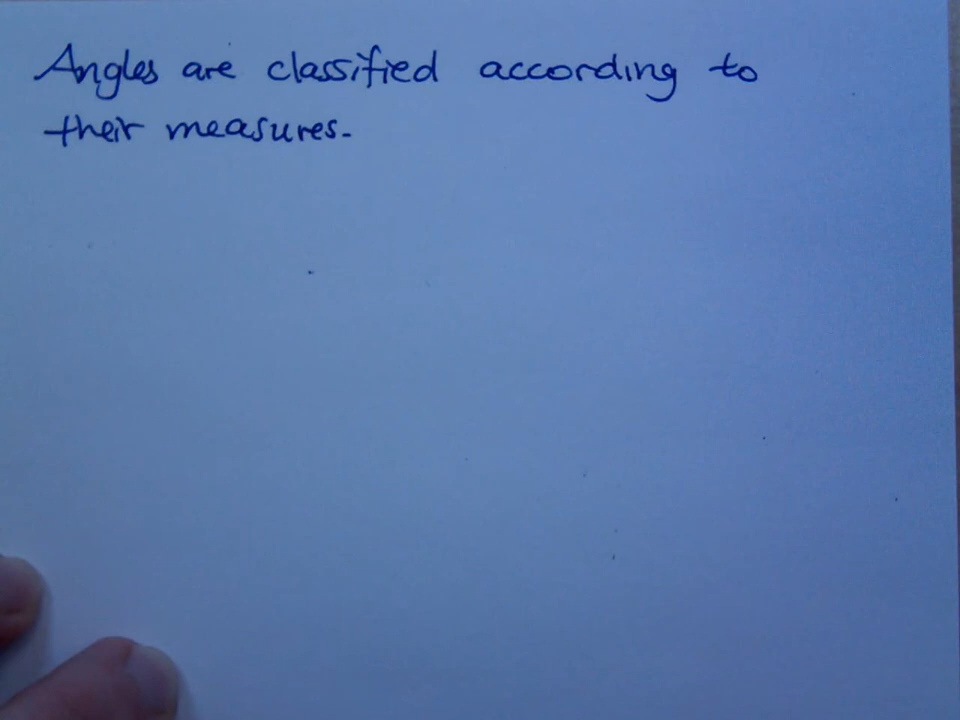 Angles are classified according to
their measures.